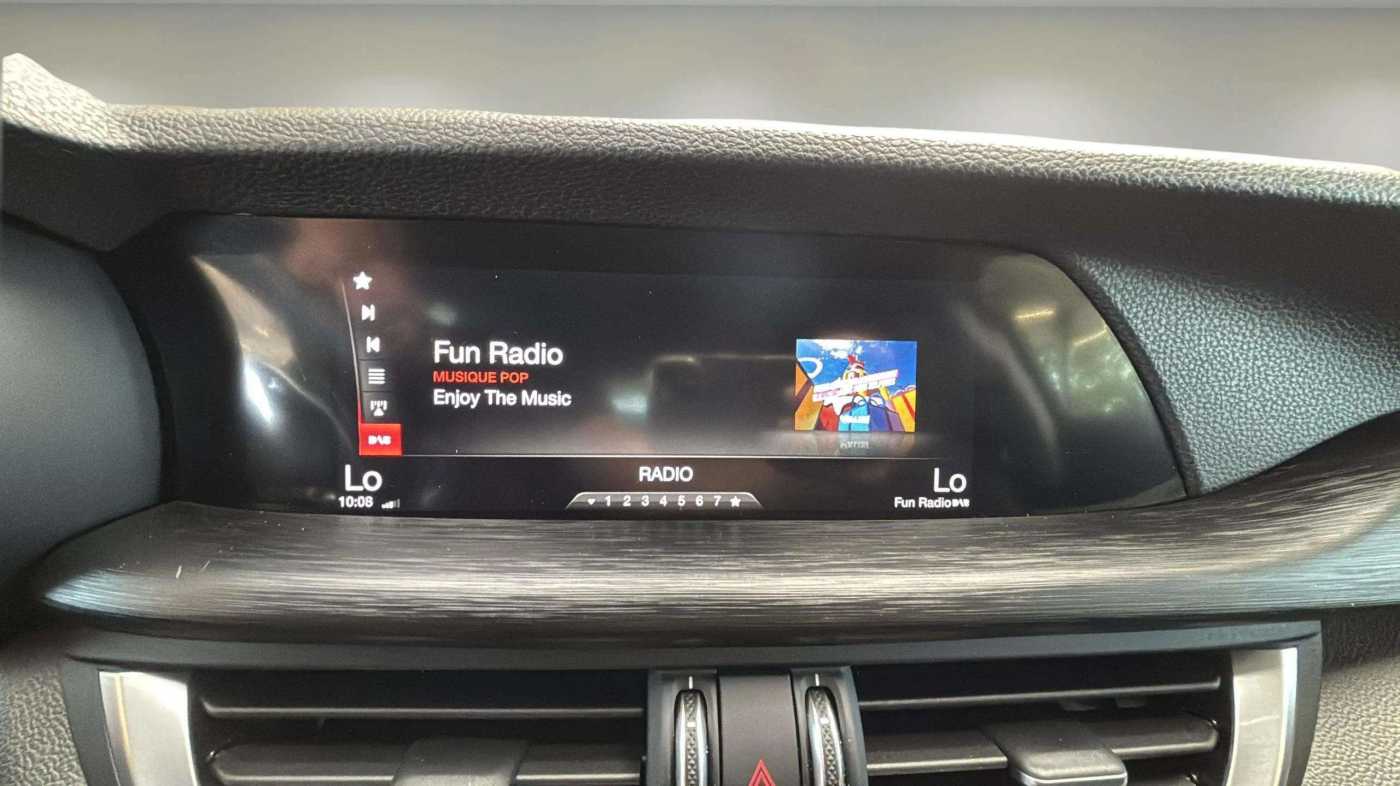 Fun Radio
MUSIQUE POP
Enjoy The Music
DAB
Lo
RADIO
Lo
10:08
1 2 3 4 5 6 7
Fun Radio DAB